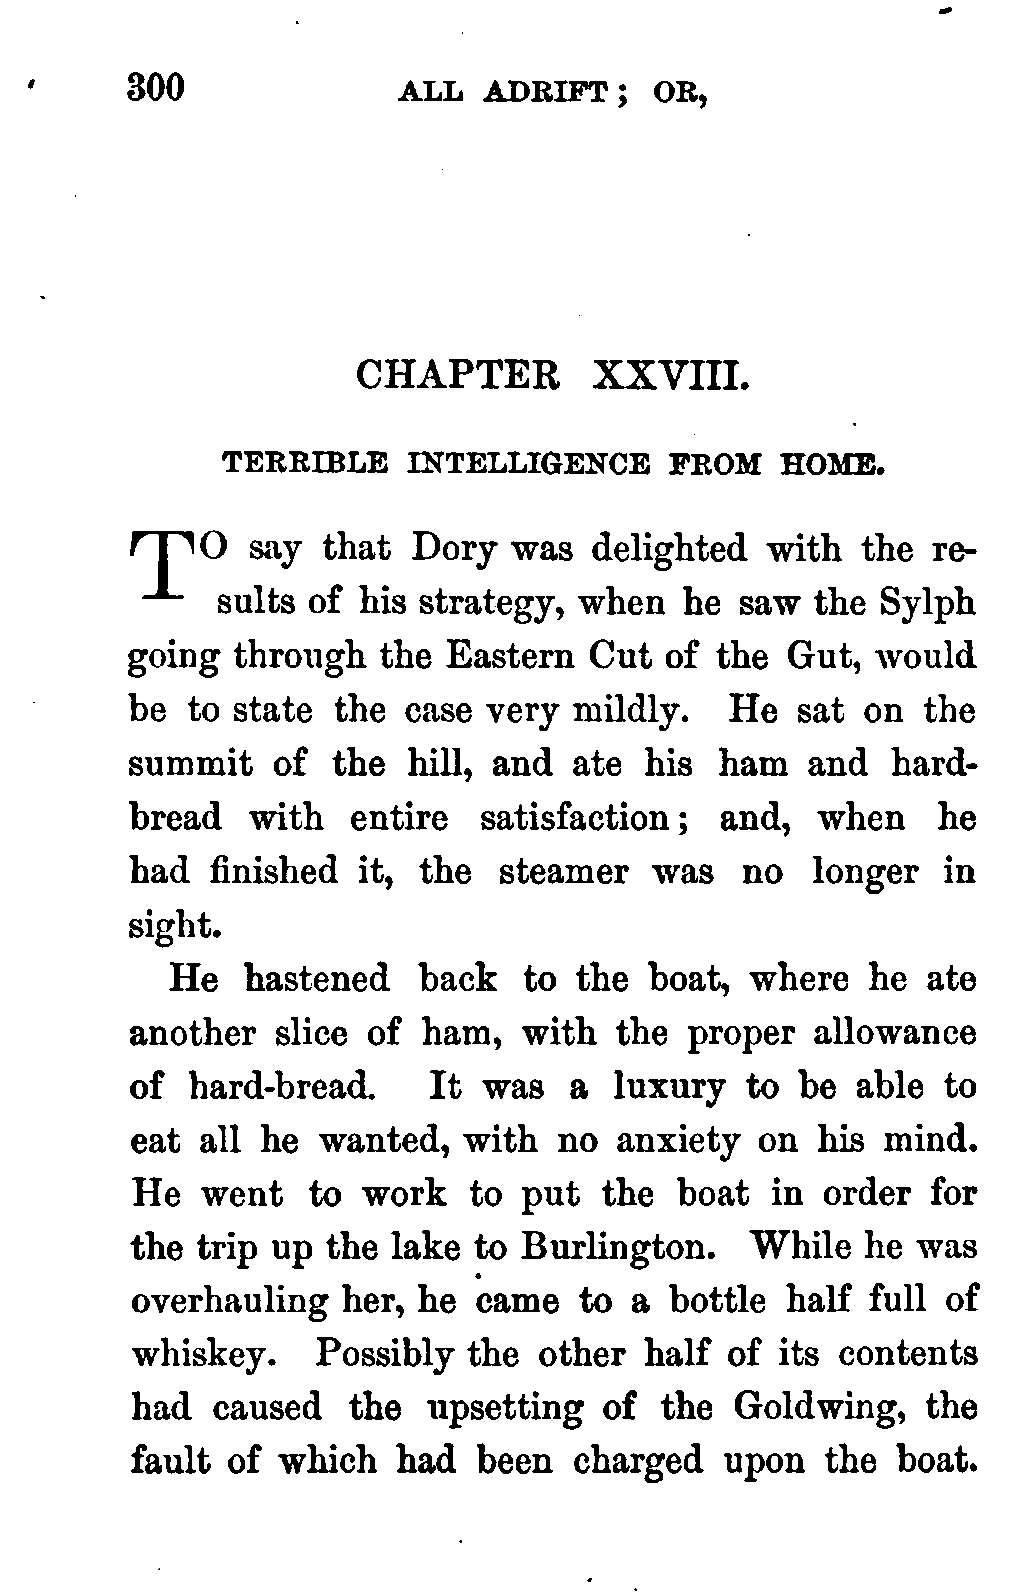 300 ALL ADRIFT; OR,
CHAPTER XXVIII.
TERRIBLE INTELLIGENCE FROM HOME.
TO say that Dory was delighted with the re-
sults of his strategy, when he saw the Sylph
going through the Eastern Cut of the Gut, would
be to state the case very mildly. He sat on the
summit of the hill, and ate his ham and hard-
bread with entire satisfaction; and, when he
had finished it, the steamer was no longer in
sight.
He hastened back to the boat, where he ate
another slice of ham, with the proper allowance
of hard-bread. It was a luxury to be able to
eat all he wanted, with no anxiety on his mind.
He went to work to put the boat in order for
the trip up the lake to Burlington. While he was
overhauling her, he came to a bottle half full of
whiskey. Possibly the other half of its contents
had caused the upsetting of the Goldwing, the
fault of which had been charged upon the boat.